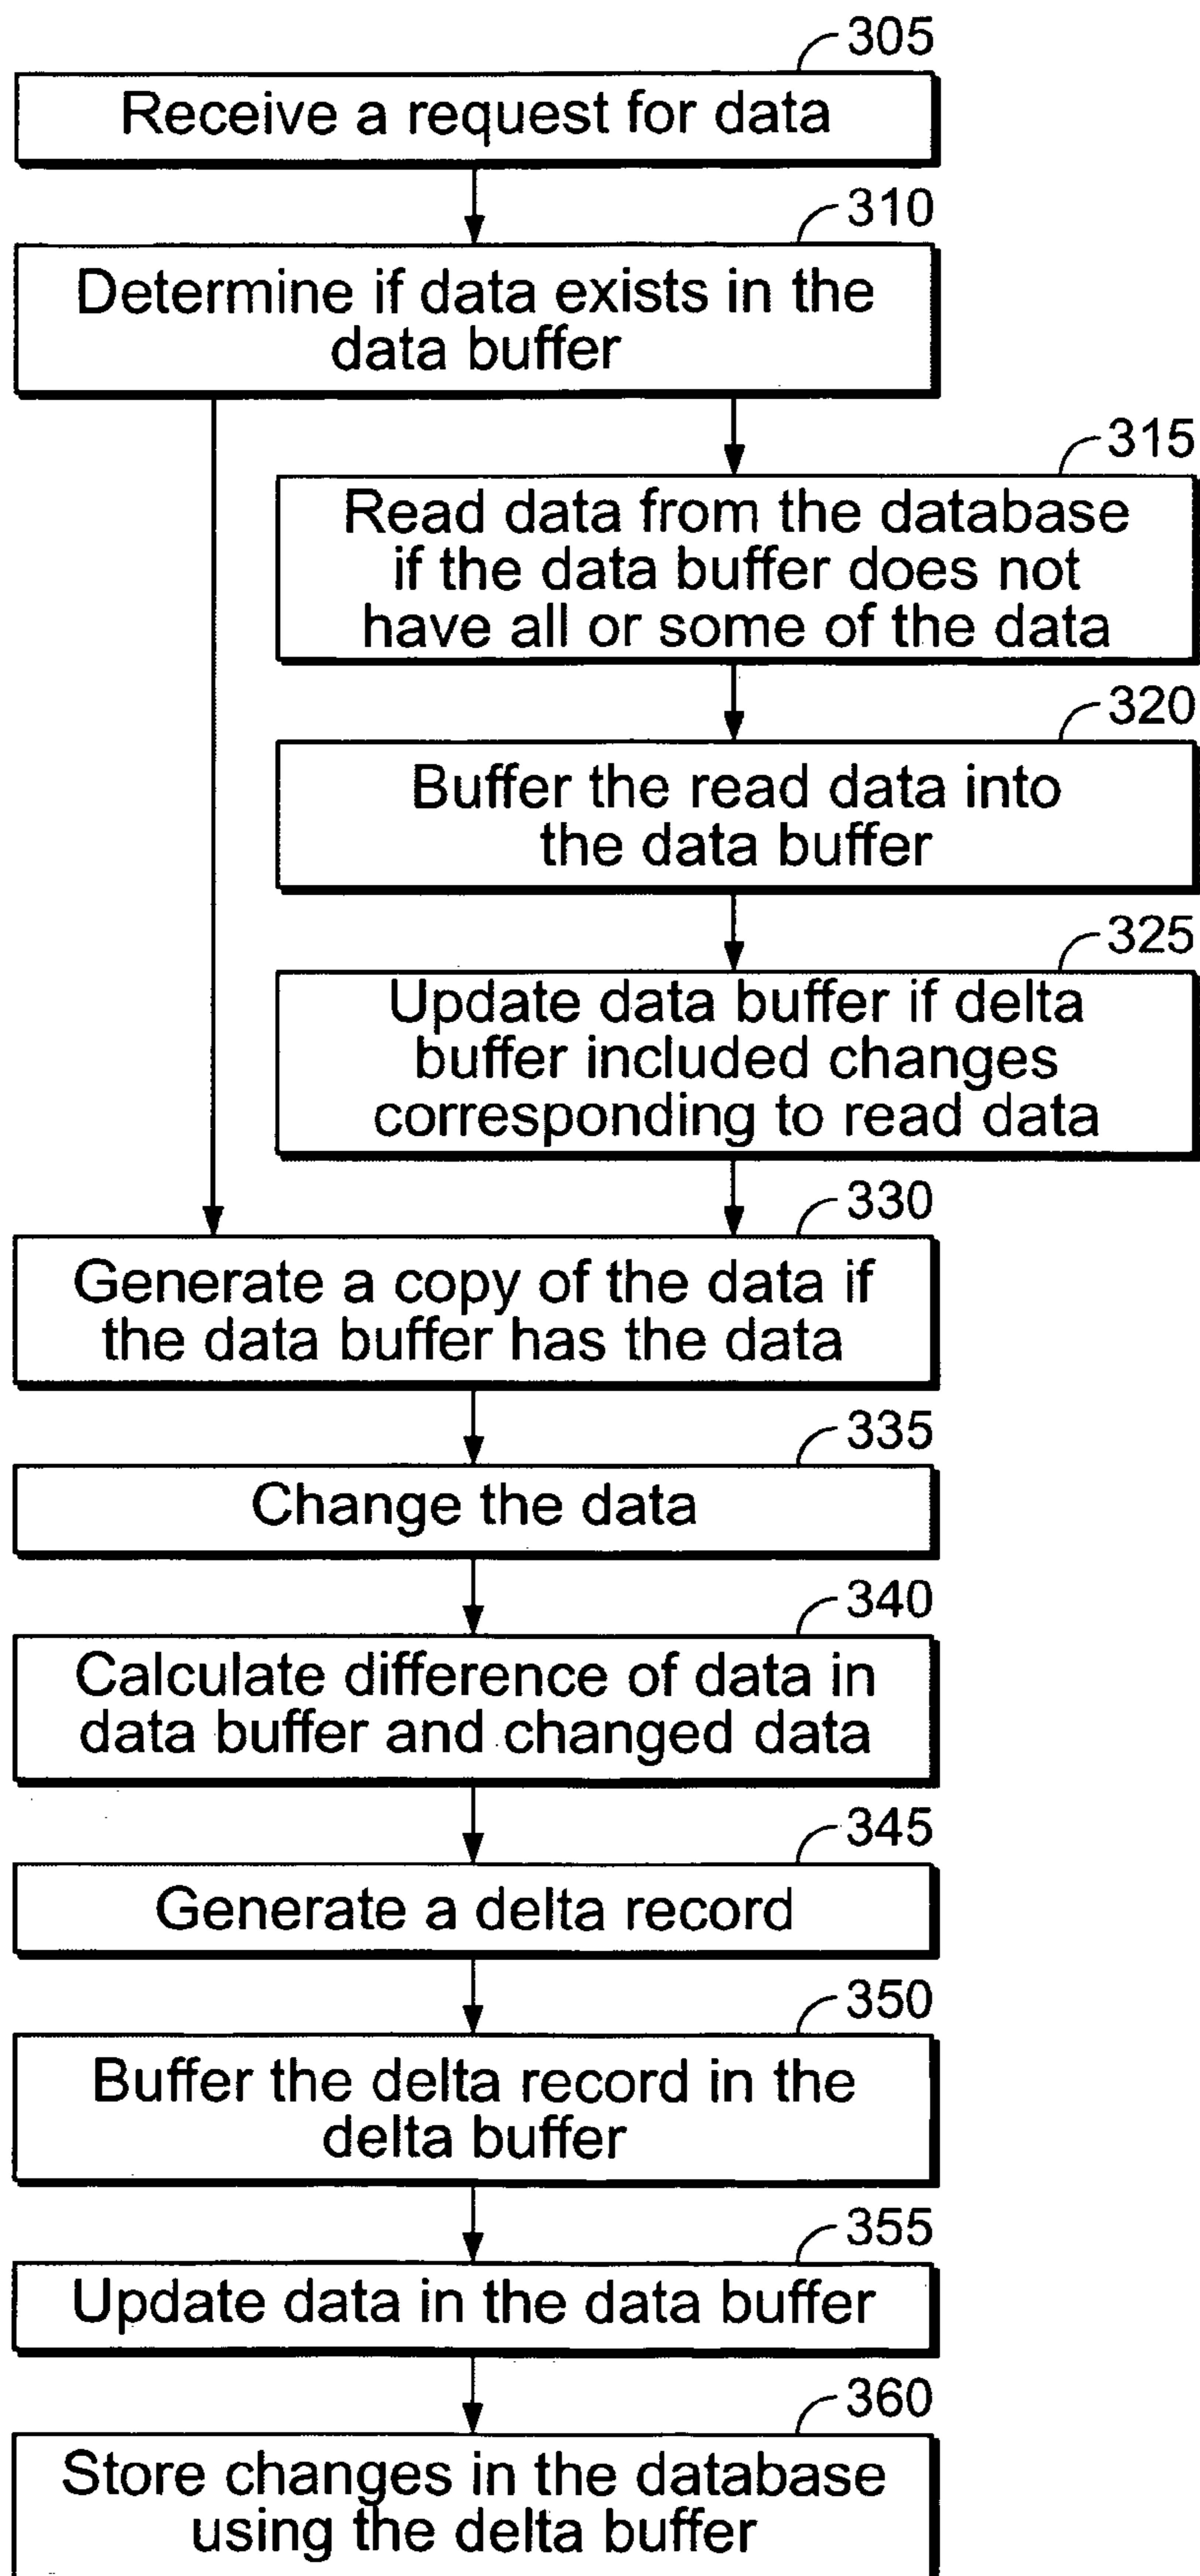 305
Receive a request for data
310
Determine if data exists in the
data buffer
315
Read data from the database
if the data buffer does not
have all or some of the data
320
Buffer the read data into
the data buffer
325
Update data buffer if delta
buffer included changes
corresponding to read data
330
Generate a copy of the data if
the data buffer has the data
335
Change the data
340
Calculate difference of data in
data buffer and changed data
345
Generate a delta record
350
Buffer the delta record in the
delta buffer
355
Update data in the data buffer
360
Store changes in the database
using the delta buffer